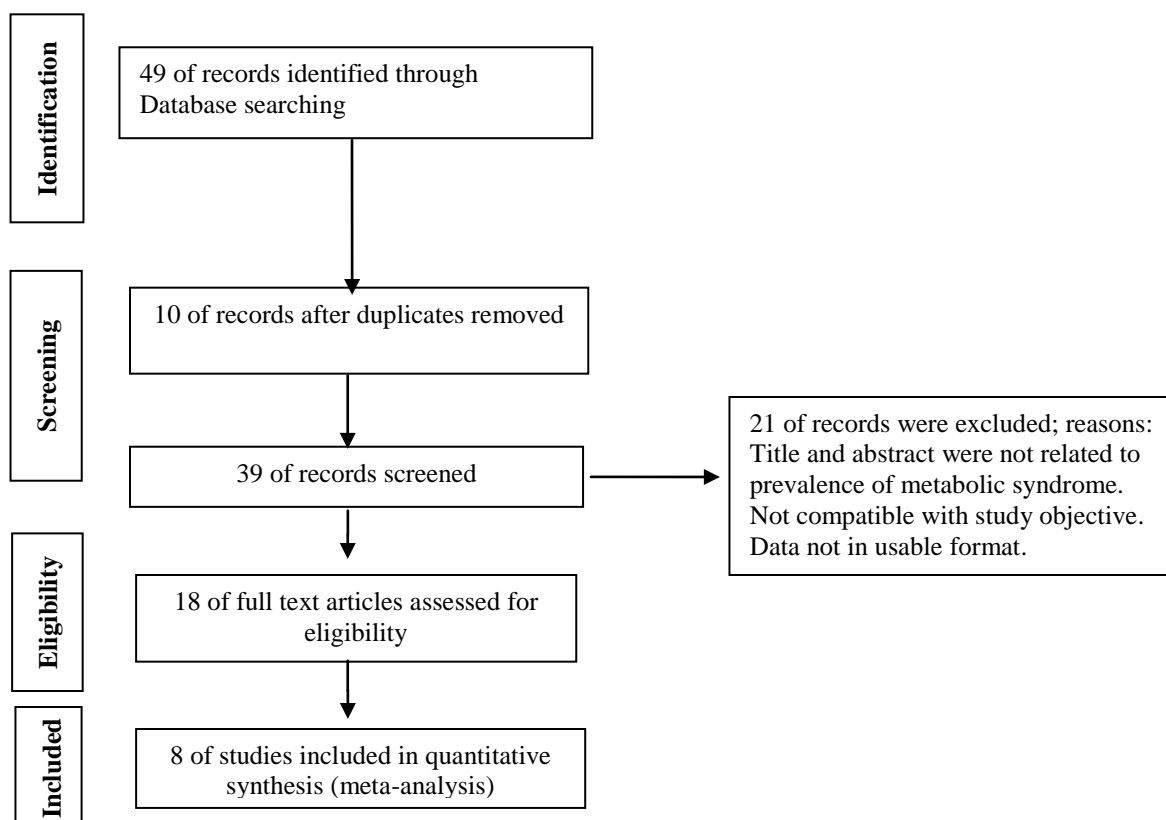 Identification
49 of records identified through
Database searching
Screening
10 of records after duplicates removed
39 of records screened
21 of records were excluded; reasons:
Title and abstract were not related to
prevalence of metabolic syndrome.
Not compatible with study objective.
Data not in usable format.
Eligibility
18 of full text articles assessed for
eligibility
Included
8 of studies included in quantitative
synthesis (meta-analysis)